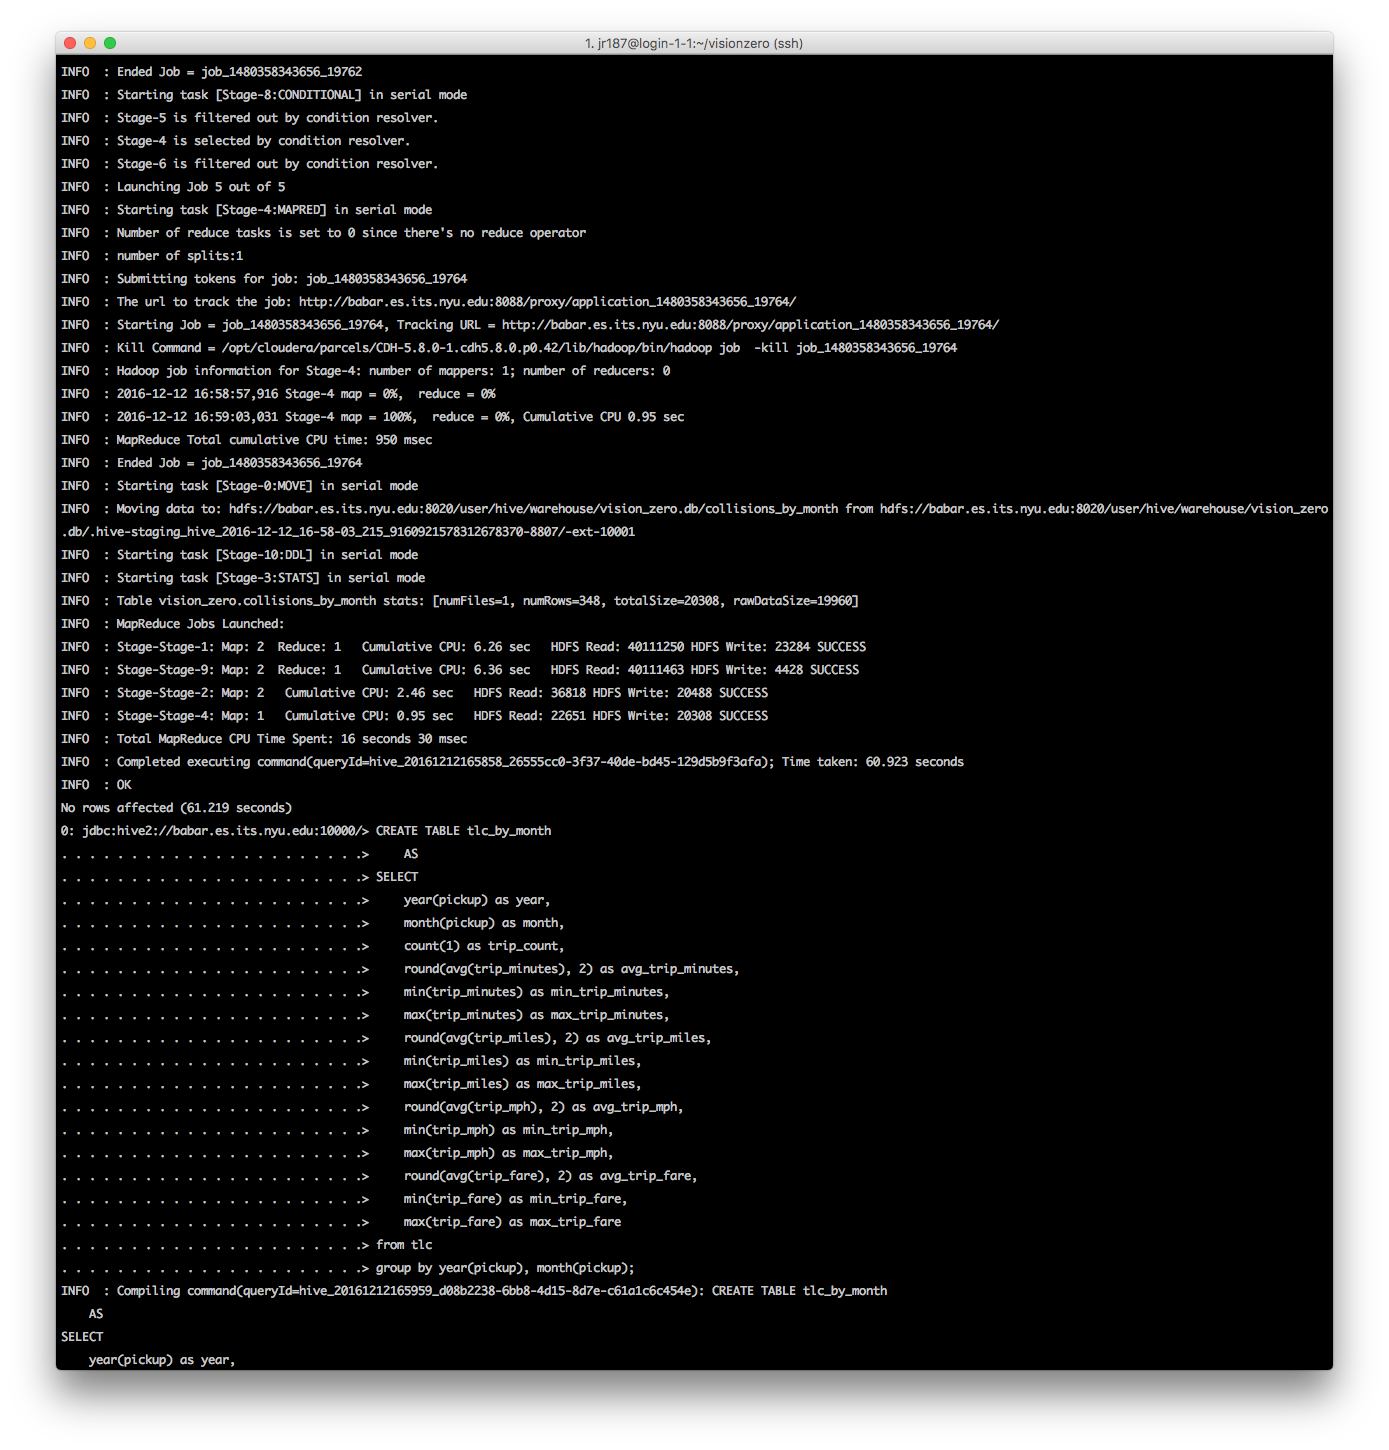 1. jr187@login-1-1:~/visionzero (ssh)
INFO  : Ended Job = job_1480358343656_19762
INFO  : Starting task [Stage-8:CONDITIONAL] in serial mode
INFO  : Stage-5 is filtered out by condition resolver.
INFO  : Stage-4 is selected by condition resolver.
INFO  : Stage-6 is filtered out by condition resolver.
INFO  : Launching Job 5 out of 5
INFO  : Starting task [Stage-4:MAPRED] in serial mode
INFO  : Number of reduce tasks is set to 0 since there's no reduce operator
INFO  : number of splits:1
INFO  : Submitting tokens for job: job_1480358343656_19764
INFO  : The url to track the job: http://babar.es.its.nyu.edu:8088/proxy/application_1480358343656_19764/
INFO  : Starting Job = job_1480358343656_19764, Tracking URL = http://babar.es.its.nyu.edu:8088/proxy/application_1480358343656_19764/
INFO  : Kill Command = /opt/cloudera/parcels/CDH-5.8.0-1.cdh5.8.0.p0.42/lib/hadoop/bin/hadoop job  -kill job_1480358343656_19764
INFO  : Hadoop job information for Stage-4: number of mappers: 1; number of reducers: 0
INFO  : 2016-12-12 16:58:57,916 Stage-4 map = 0%,  reduce = 0%
INFO  : 2016-12-12 16:59:03,031 Stage-4 map = 100%,  reduce = 0%, Cumulative CPU 0.95 sec
INFO  : MapReduce Total cumulative CPU time: 950 msec
INFO  : Ended Job = job_1480358343656_19764
INFO  : Starting task [Stage-0:MOVE] in serial mode
INFO  : Moving data to: hdfs://babar.es.its.nyu.edu:8020/user/hive/warehouse/vision_zero.db/collisions_by_month from hdfs://babar.es.its.nyu.edu:8020/user/hive/warehouse/vision_zero
.db/.hive-staging_hive_2016-12-12_16-58-03_215_9160921578312678370-8807/-ext-10001
INFO  : Starting task [Stage-10:DDL] in serial mode
INFO  : Starting task [Stage-3:STATS] in serial mode
INFO  : Table vision_zero.collisions_by_month stats: [numFiles=1, numRows=348, totalSize=20308, rawDataSize=19960]
INFO  : MapReduce Jobs Launched:
INFO  : Stage-Stage-1: Map: 2  Reduce: 1   Cumulative CPU: 6.26 sec   HDFS Read: 40111250 HDFS Write: 23284 SUCCESS
INFO  : Stage-Stage-9: Map: 2  Reduce: 1   Cumulative CPU: 6.36 sec   HDFS Read: 40111463 HDFS Write: 4428 SUCCESS
INFO  : Stage-Stage-2: Map: 2   Cumulative CPU: 2.46 sec   HDFS Read: 36818 HDFS Write: 20488 SUCCESS
INFO  : Stage-Stage-4: Map: 1   Cumulative CPU: 0.95 sec   HDFS Read: 22651 HDFS Write: 20308 SUCCESS
INFO  : Total MapReduce CPU Time Spent: 16 seconds 30 msec
INFO  : Completed executing command(queryId=hive_20161212165858_26555cc0-3f37-40de-bd45-129d5b9f3afa); Time taken: 60.923 seconds
INFO  : OK
No rows affected (61.219 seconds)
0: jdbc:hive2://babar.es.its.nyu.edu:10000/> CREATE TABLE tlc_by_month
. . . . . . . . . . . . . . . . . . . . . .>     AS
. . . . . . . . . . . . . . . . . . . . . .> SELECT
. . . . . . . . . . . . . . . . . . . . . .>     year(pickup) as year,
. . . . . . . . . . . . . . . . . . . . . .>     month(pickup) as month,
. . . . . . . . . . . . . . . . . . . . . .>     count(1) as trip_count,
. . . . . . . . . . . . . . . . . . . . . .>     round(avg(trip_minutes), 2) as avg_trip_minutes,
. . . . . . . . . . . . . . . . . . . . . .>     min(trip_minutes) as min_trip_minutes,
. . . . . . . . . . . . . . . . . . . . . .>     max(trip_minutes) as max_trip_minutes,
. . . . . . . . . . . . . . . . . . . . . .>     round(avg(trip_miles), 2) as avg_trip_miles,
. . . . . . . . . . . . . . . . . . . . . .>     min(trip_miles) as min_trip_miles,
. . . . . . . . . . . . . . . . . . . . . .>     max(trip_miles) as max_trip_miles,
. . . . . . . . . . . . . . . . . . . . . .>     round(avg(trip_mph), 2) as avg_trip_mph,
. . . . . . . . . . . . . . . . . . . . . .>     min(trip_mph) as min_trip_mph,
. . . . . . . . . . . . . . . . . . . . . .>     max(trip_mph) as max_trip_mph,
. . . . . . . . . . . . . . . . . . . . . .>     round(avg(trip_fare), 2) as avg_trip_fare,
. . . . . . . . . . . . . . . . . . . . . .>     min(trip_fare) as min_trip_fare,
. . . . . . . . . . . . . . . . . . . . . .>     max(trip_fare) as max_trip_fare
. . . . . . . . . . . . . . . . . . . . . .> from tlc
. . . . . . . . . . . . . . . . . . . . . .> group by year(pickup), month(pickup);
INFO  : Compiling command(queryId=hive_20161212165959_d08b2238-6bb8-4d15-8d7e-c61a1c6c454e): CREATE TABLE tlc_by_month
    AS
SELECT
    year(pickup) as year,